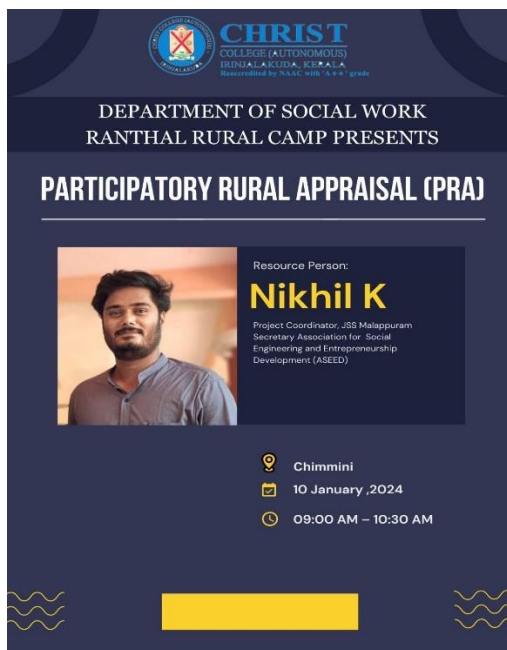 CHRIST
COLLEGE (AUTONOMOUS)
IRINJALAKUDA, KERALA
Reaccredited by NAAC with "A++" grade
DEPARTMENT OF SOCIAL WORK
RANTHAL RURAL CAMP PRESENTS
PARTICIPATORY RURAL APPRAISAL (PRA)
Resource Person:
Nikhil K
Project Coordinator, JSS Malappuram
Secretary Association for Social
Engineering and Entrepreneurship
Development (ASEED)
Chimmini
10 January ,2024
09:00 AM – 10:30 AM